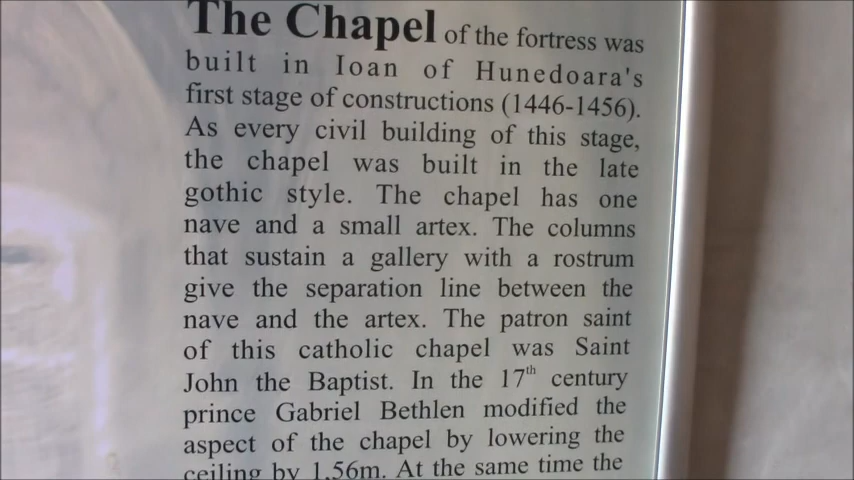 The Chapel of the fortress was
built in Ioan of Hunedoara's
first stage of constructions (1446-1456).
As every civil building of this stage,
the chapel was built in the late
gothic style. The chapel has one
nave and a small artex. The columns
that sustain a gallery with a rostrum
give the separation line between the
nave and the artex. The patron saint
of this catholic chapel was Saint
John the Baptist. In the 17th century
prince Gabriel Bethlen modified the
aspect of the chapel by lowering the
ceiling by 1,56m. At the same time the